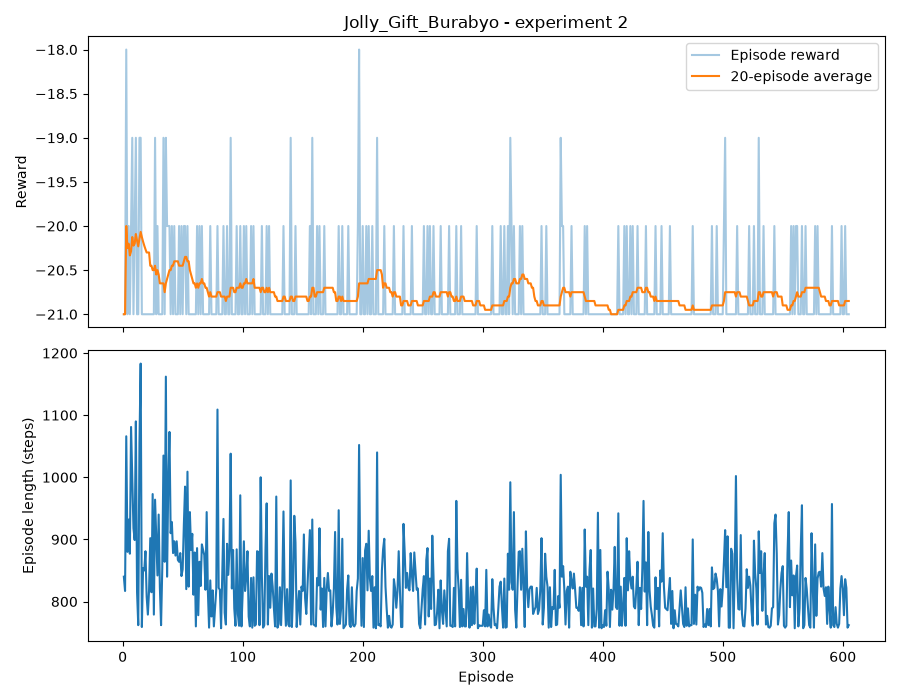 Jolly_Gift_Burabyo - experiment 2
Episode reward
20-episode average
Reward
−18.0
−18.5
−19.0
−19.5
−20.0
−20.5
−21.0
Episode length (steps)
1200
1100
1000
900
800
0 100 200 300 400 500 600
Episode